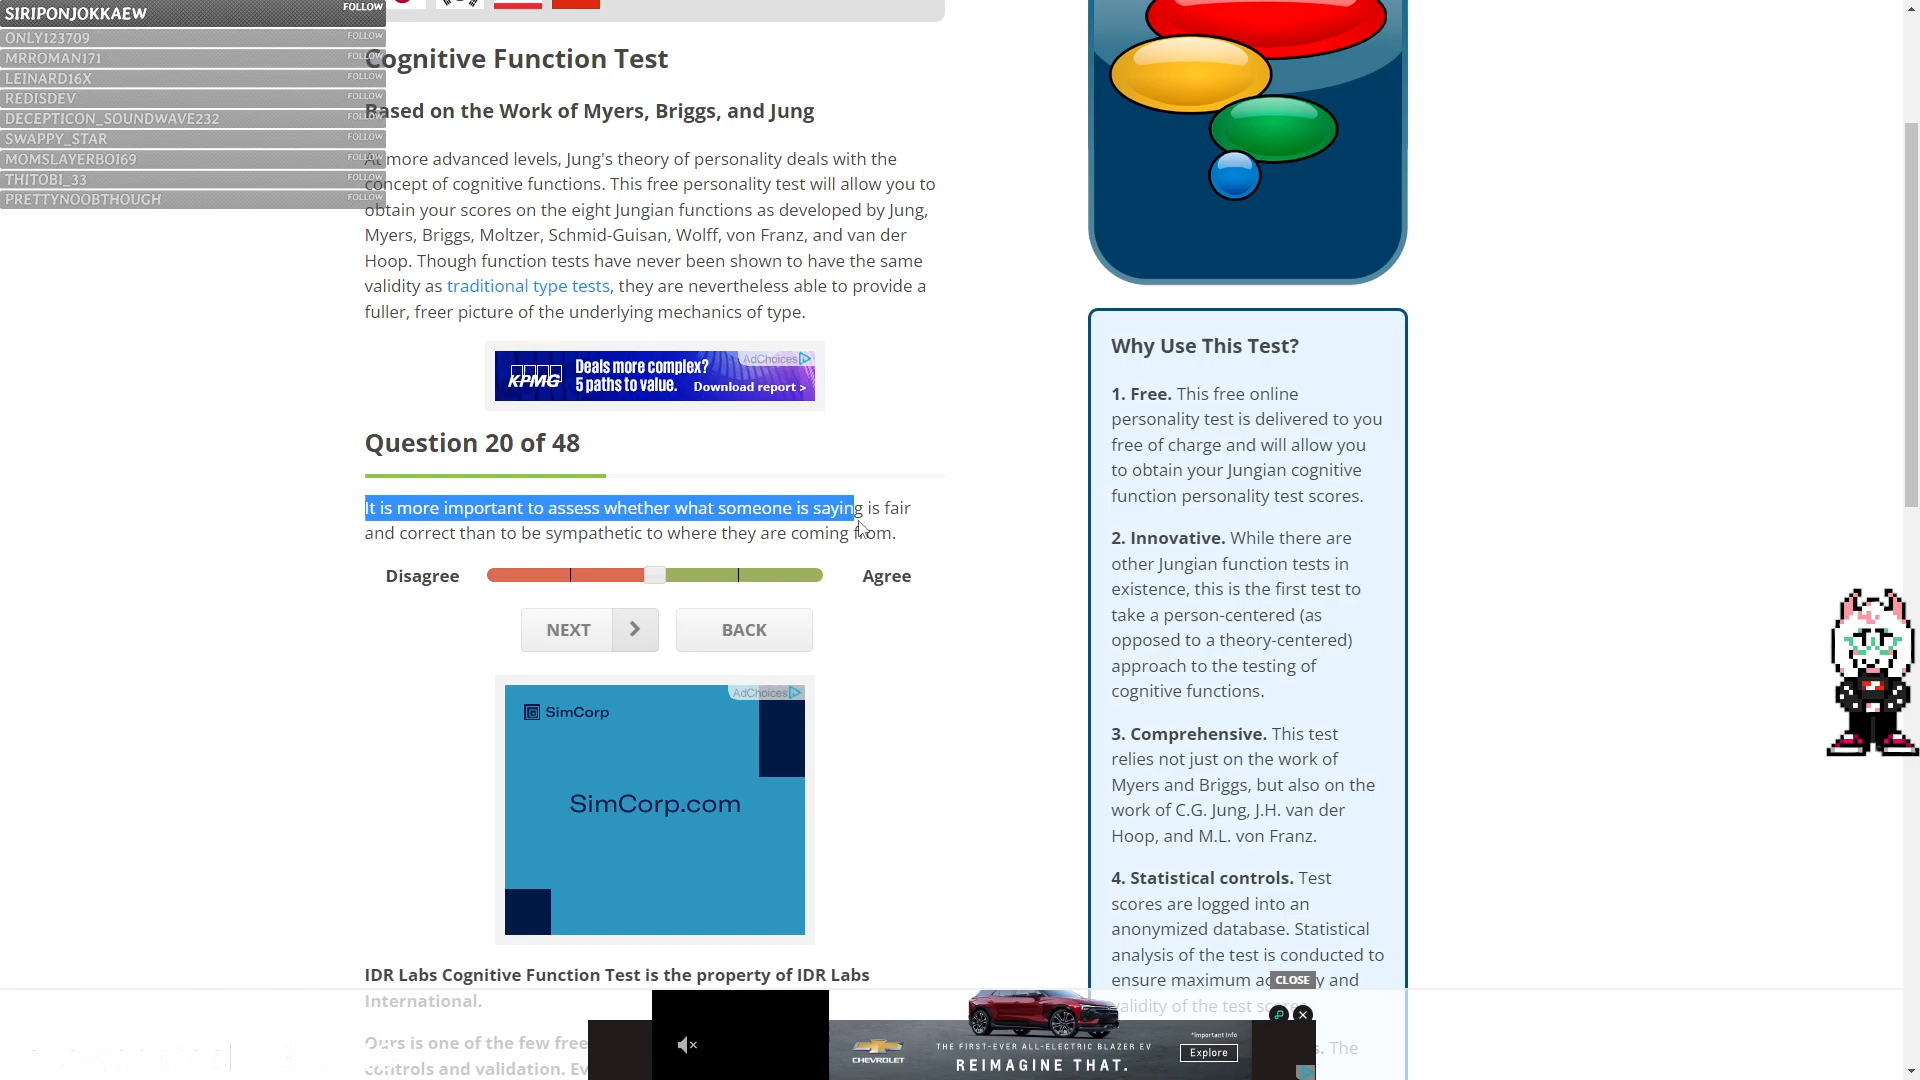 SIRIPONJOKKAEW FOLLOW
ONLY123709 FOLLOW
MRROMAN171 FOLLOW
LEINARD16X FOLLOW
REDISDEV FOLLOW
DECEPTICON_SOUNDWAVE232 FOLLOW
SWAPPY_STAR FOLLOW
MOMSLAYERBOI69 FOLLOW
THITOBI_33 FOLLOW
PRETTYNOOBTHOUGH FOLLOW
Cognitive Function Test
Based on the Work of Myers, Briggs, and Jung
At more advanced levels, Jung's theory of personality deals with the
concept of cognitive functions. This free personality test will allow you to
obtain your scores on the eight Jungian functions as developed by Jung,
Myers, Briggs, Moltzer, Schmid-Guisan, Wolff, von Franz, and van der
Hoop. Though function tests have never been shown to have the same
validity as traditional type tests, they are nevertheless able to provide a
fuller, freer picture of the underlying mechanics of type.
KPMG
Deals more complex?
5 paths to value.
AdChoices
Download report >
Question 20 of 48
It is more important to assess whether what someone is saying is fair
and correct than to be sympathetic to where they are coming from.
Disagree Agree
NEXT BACK
AdChoices
SimCorp
SimCorp.com
IDR Labs Cognitive Function Test is the property of IDR Labs
International.
Ours is one of the few free
controls and validation. Ev
Why Use This Test?
1. Free. This free online
personality test is delivered to you
free of charge and will allow you
to obtain your Jungian cognitive
function personality test scores.
2. Innovative. While there are
other Jungian function tests in
existence, this is the first test to
take a person-centered (as
opposed to a theory-centered)
approach to the testing of
cognitive functions.
3. Comprehensive. This test
relies not just on the work of
Myers and Briggs, but also on the
work of C.G. Jung, J.H. van der
Hoop, and M.L. von Franz.
4. Statistical controls. Test
scores are logged into an
anonymized database. Statistical
analysis of the test is conducted to
ensure maximum ac y and
validity of the test scores.
s. The
CLOSE
CHEVROLET
THE FIRST-EVER ALL-ELECTRIC BLAZER EV
REIMAGINE THAT.
*Important Info
Explore